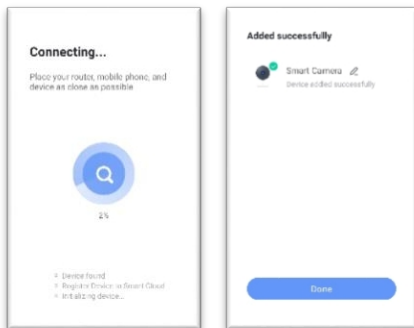 Connecting...
Place your router, mobile phone, and
device as close as possible
2%
Device found
Register Device to Smart Cloud
Initializing device...
Added successfully
Smart Camera
Device added successfully
Done